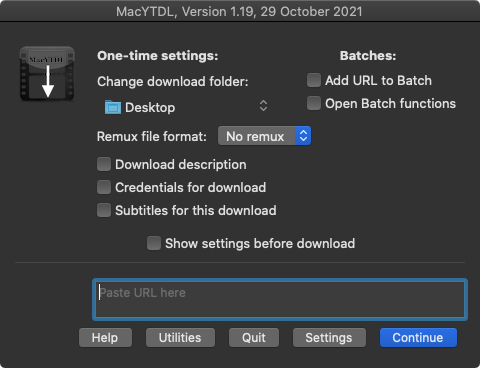 MacYTDL, Version 1.19, 29 October 2021
MacYTDL
One-time settings:
Batches:
Change download folder:
Add URL to Batch
Desktop
Open Batch functions
Remux file format: No remux
Download description
Credentials for download
Subtitles for this download
Show settings before download
Paste URL here
Help Utilities Quit Settings Continue